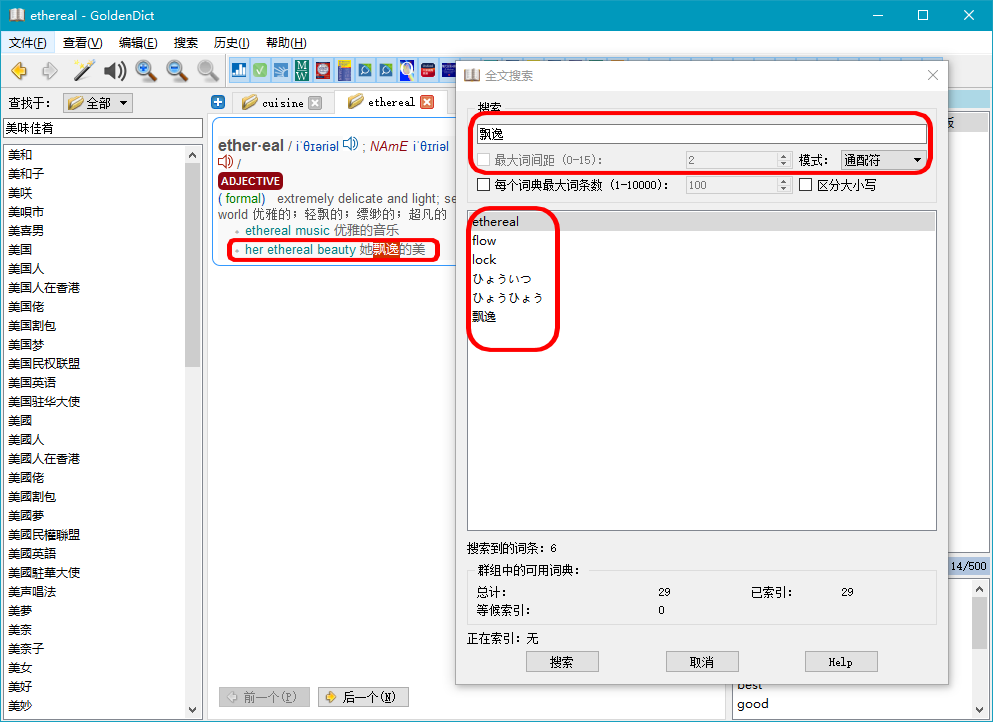 ethereal - GoldenDict
文件(F) 查看(V) 编辑(E) 搜索 历史(I) 帮助(H)
查找于: 全部
美味佳肴
美和
美和子
美唉
美唄市
美喜男
美国
美国人
美国人在香港
美国佬
美国割包
美国梦
美国民权联盟
美国英语
美国驻华大使
美國
美國人
美國人在香港
美國佬
美國割包
美國夢
美國民權聯盟
美國英語
美國駐華大使
美声唱法
美夢
美奈
美奈子
美女
美好
美妙
cuisine ethereal
ether·eal / iˈθɪəriəl ; NAmE iˈθɪriəl
/
ADJECTIVE
( formal) extremely delicate and light; se
world 优雅的；轻飘的；缥缈的；超凡的
ethereal music 优雅的音乐
her ethereal beauty 她飘逸的美
前一个(P) 后一个(N)
全文搜索
搜索
飘逸
最大词间距 (0-15): 2 模式: 通配符
每个词典最大词条数 (1-10000): 100 区分大小写
ethereal
flow
lock
ひょういつ
ひょうひょう
飘逸
搜索到的词条: 6
群组中的可用词典:
总计: 29 已索引: 29
等候索引: 0
正在索引: 无
搜索 取消 Help
14/500
best
good